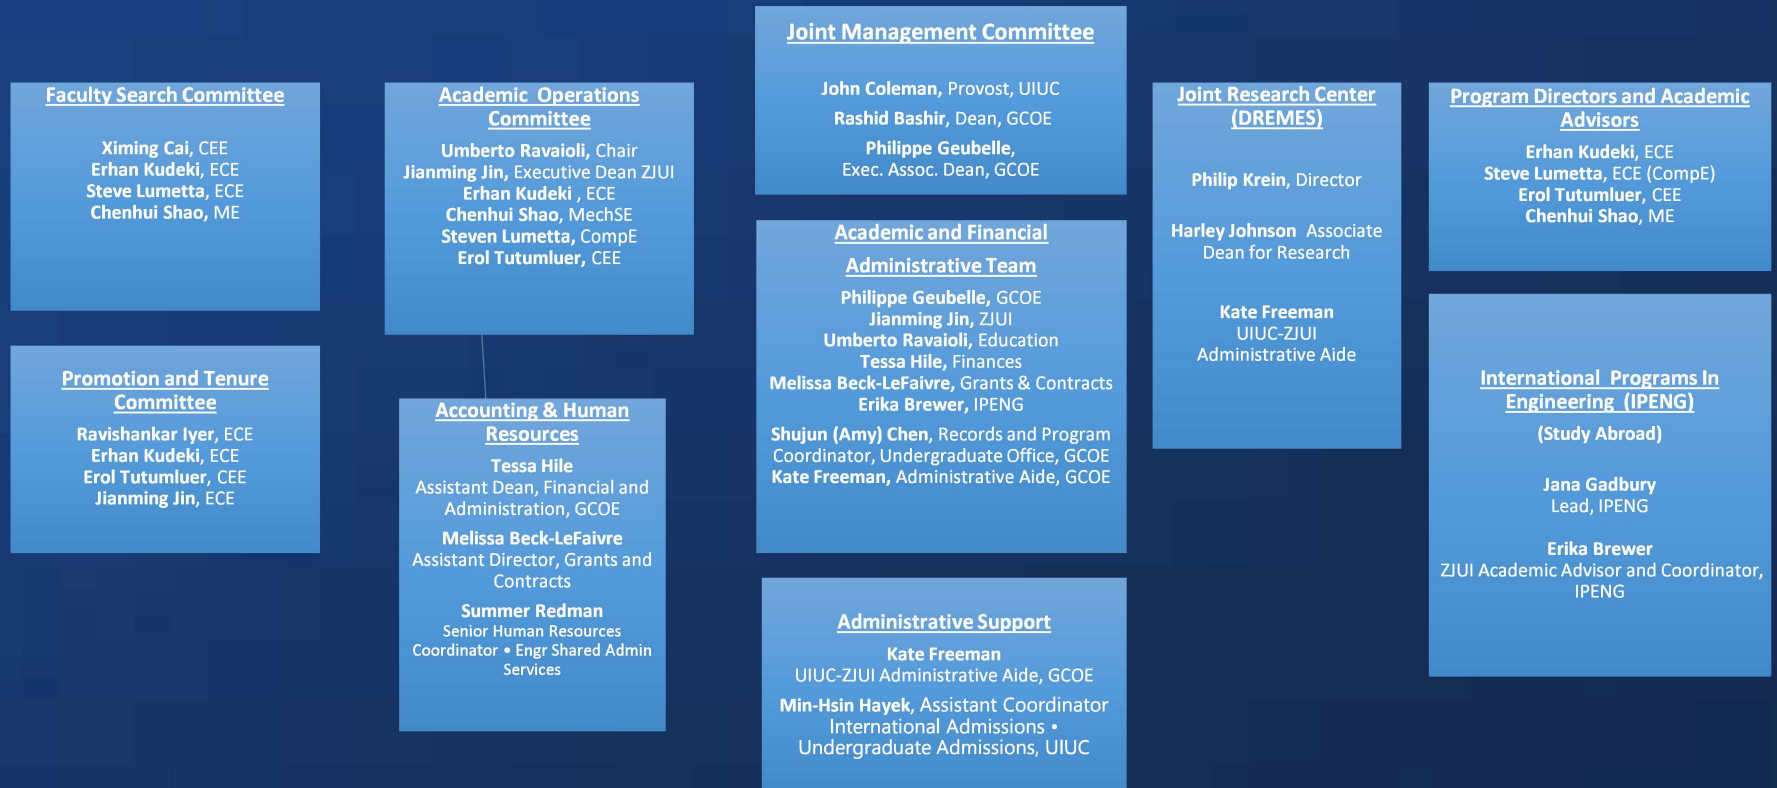 Joint Management Committee
John Coleman, Provost, UIUC
Rashid Bashir, Dean, GCOE
Philippe Geubelle,
Exec. Assoc. Dean, GCOE
Faculty Search Committee
Ximing Cai, CEE
Erhan Kudeki, ECE
Steve Lumetta, ECE
Chenhui Shao, ME
Academic Operations
Committee
Umberto Ravaioli, Chair
Jianming Jin, Executive Dean ZJUI
Erhan Kudeki , ECE
Chenhui Shao, MechSE
Steven Lumetta, CompE
Erol Tutumluer, CEE
Joint Research Center
(DREMES)
Philip Krein, Director
Harley Johnson Associate
Dean for Research
Kate Freeman
UIUC-ZJUI
Administrative Aide
Program Directors and Academic
Advisors
Erhan Kudeki, ECE
Steve Lumetta, ECE (CompE)
Erol Tutumluer, CEE
Chenhui Shao, ME
Academic and Financial
Administrative Team
Philippe Geubelle, GCOE
Jianming Jin, ZJUI
Umberto Ravaioli, Education
Tessa Hile, Finances
Melissa Beck-LeFaivre, Grants & Contracts
Erika Brewer, IPENG
Shujun (Amy) Chen, Records and Program
Coordinator, Undergraduate Office, GCOE
Kate Freeman, Administrative Aide, GCOE
Promotion and Tenure
Committee
Ravishankar Iyer, ECE
Erhan Kudeki, ECE
Erol Tutumluer, CEE
Jianming Jin, ECE
Accounting & Human
Resources
Tessa Hile
Assistant Dean, Financial and
Administration, GCOE
Melissa Beck-LeFaivre
Assistant Director, Grants and
Contracts
Summer Redman
Senior Human Resources
Coordinator • Engr Shared Admin
Services
International Programs In
Engineering (IPENG)
(Study Abroad)
Jana Gadbury
Lead, IPENG
Erika Brewer
ZJUI Academic Advisor and Coordinator,
IPENG
Administrative Support
Kate Freeman
UIUC-ZJUI Administrative Aide, GCOE
Min-Hsin Hayek, Assistant Coordinator
International Admissions •
Undergraduate Admissions, UIUC